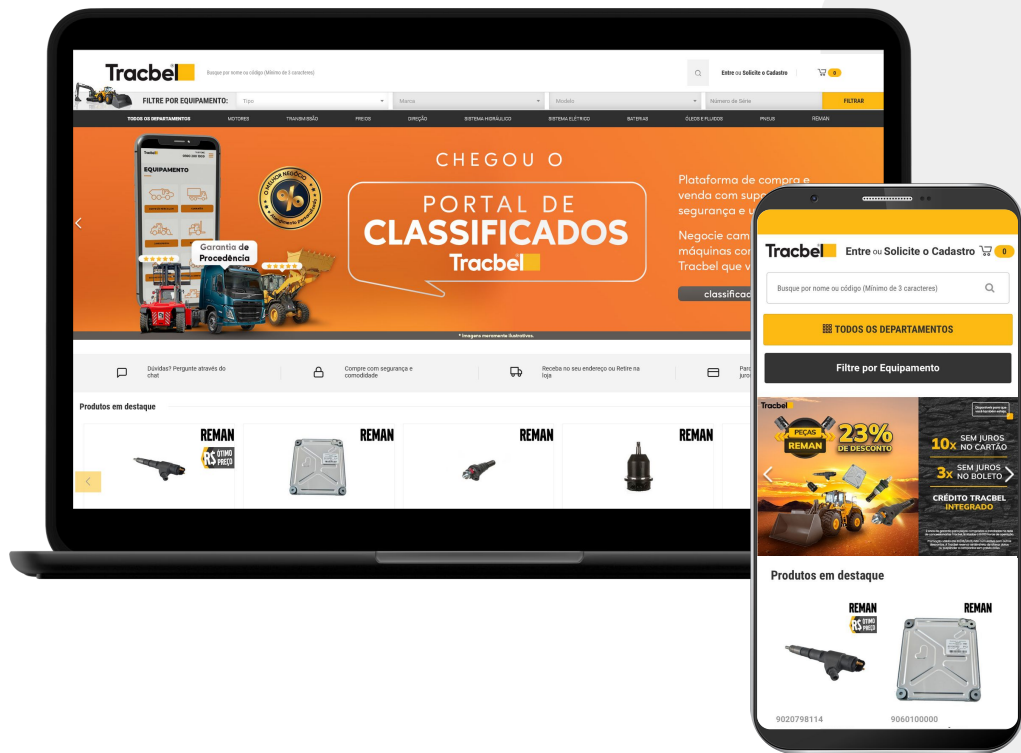 Tracbel
Busque por nome ou código (Mínimo de 3 caracteres)
Entre ou Solicite o Cadastro
0
FILTRE POR EQUIPAMENTO:
Tipo
Marca
Modelo
Número de Série
FILTRAR
TODOS OS DEPARTAMENTOS
MOTORES
TRANSMISSÃO
FREIOS
DIREÇÃO
SISTEMA HIDRÁULICO
SISTEMA ELÉTRICO
BATERIAS
ÓLEOS E FLUIDOS
PNEUS
REMAN
Tracbel
EQUIPAMENTO
O MELHOR NEGÓCIO
%
Atendimento Personalizado
Garantia de
Procedência
CHEGOU O
PORTAL DE
CLASSIFICADOS
Tracbel
Plataforma de compra e
venda com
segurança e
Negocie
máquinas
Tracbel que
* Imagens meramente ilustrativas.
Dúvidas? Pergunte através do
chat
Compre com segurança e
comodidade
Receba no seu endereço ou Retire na
loja
Produtos em destaque
REMAN
R$ ÓTIMO
PREÇO
REMAN
REMAN
REMAN
Tracbel
Entre ou Solicite o Cadastro
0
Busque por nome ou código (Mínimo de 3 caracteres)
TODOS OS DEPARTAMENTOS
Filtre por Equipamento
Tracbel
PEÇAS
REMAN
23%
DE DESCONTO
10x SEM JUROS
NO CARTÃO
3x SEM JUROS
NO BOLETO
CRÉDITO TRACBEL
INTEGRADO
Produtos em destaque
REMAN
R$ ÓTIMO
PREÇO
REMAN
9020798114
9060100000